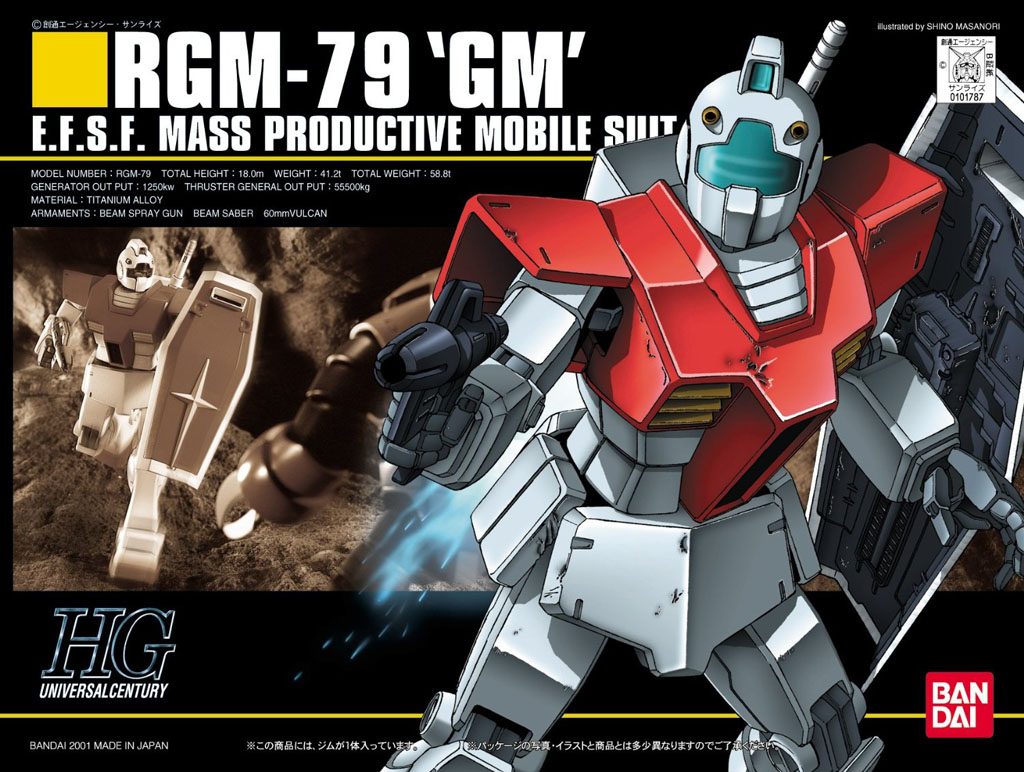 ©創通エージェンシー・サンライズ
illustrated by SHINO MASANORI
RGM-79 'GM'
E.F.S.F. MASS PRODUCTIVE MOBILE SUIT
MODEL NUMBER：RGM-79 TOTAL HEIGHT：18.0m WEIGHT：41.2t TOTAL WEIGHT：58.8t
GENERATOR OUT PUT：1250kw THRUSTER GENERAL OUT PUT：55500kg
MATERIAL：TITANIUM ALLOY
ARMAMENTS：BEAM SPRAY GUN BEAM SABER 60mmVULCAN
創通エージェンシー
©
サンライズ
0101787
HG
UNIVERSAL CENTURY
BAN
DAI
BANDAI 2001 MADE IN JAPAN
※この商品には、ジムが1体入っています。
※パッケージの写真・イラストと商品とは多少異なりますのでご了承ください。